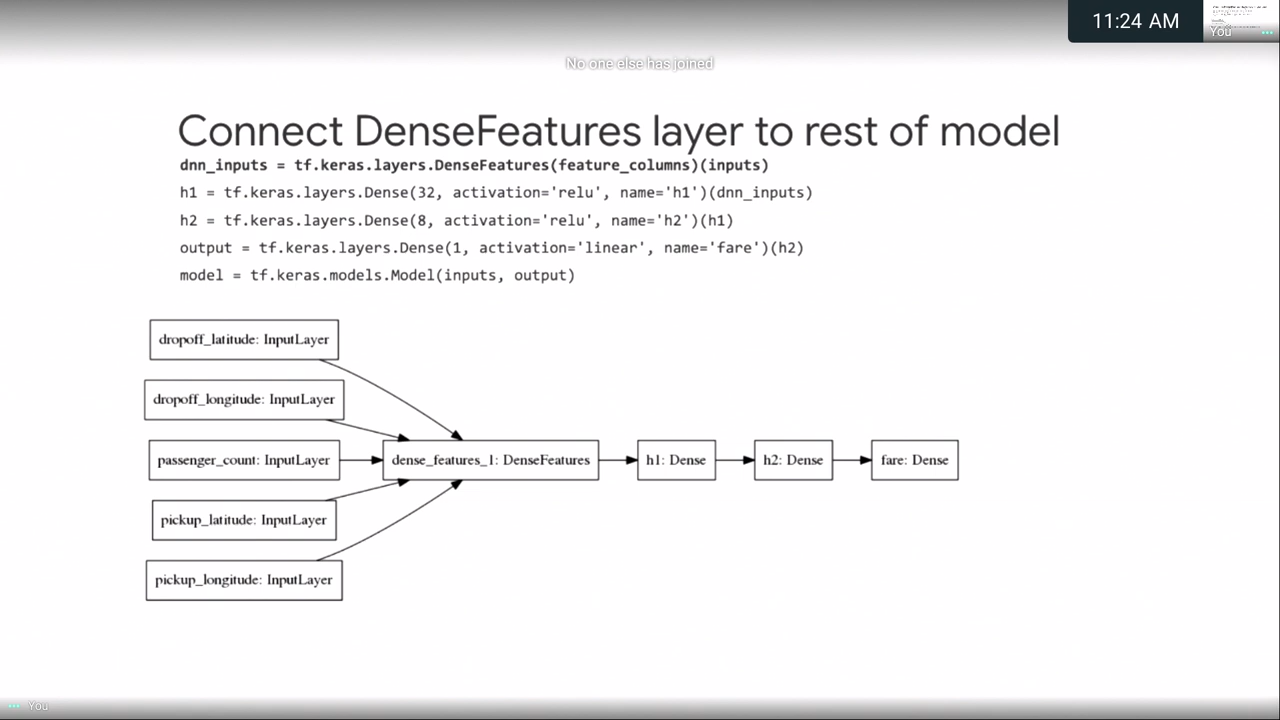 11:24 AM
You
No one else has joined
Connect DenseFeatures layer to rest of model
dnn_inputs = tf.keras.layers.DenseFeatures(feature_columns)(inputs)
h1 = tf.keras.layers.Dense(32, activation='relu', name='h1')(dnn_inputs)
h2 = tf.keras.layers.Dense(8, activation='relu', name='h2')(h1)
output = tf.keras.layers.Dense(1, activation='linear', name='fare')(h2)
model = tf.keras.models.Model(inputs, output)
dropoff_latitude: InputLayer
dropoff_longitude: InputLayer
passenger_count: InputLayer
dense_features_1: DenseFeatures
h1: Dense
h2: Dense
fare: Dense
pickup_latitude: InputLayer
pickup_longitude: InputLayer
You